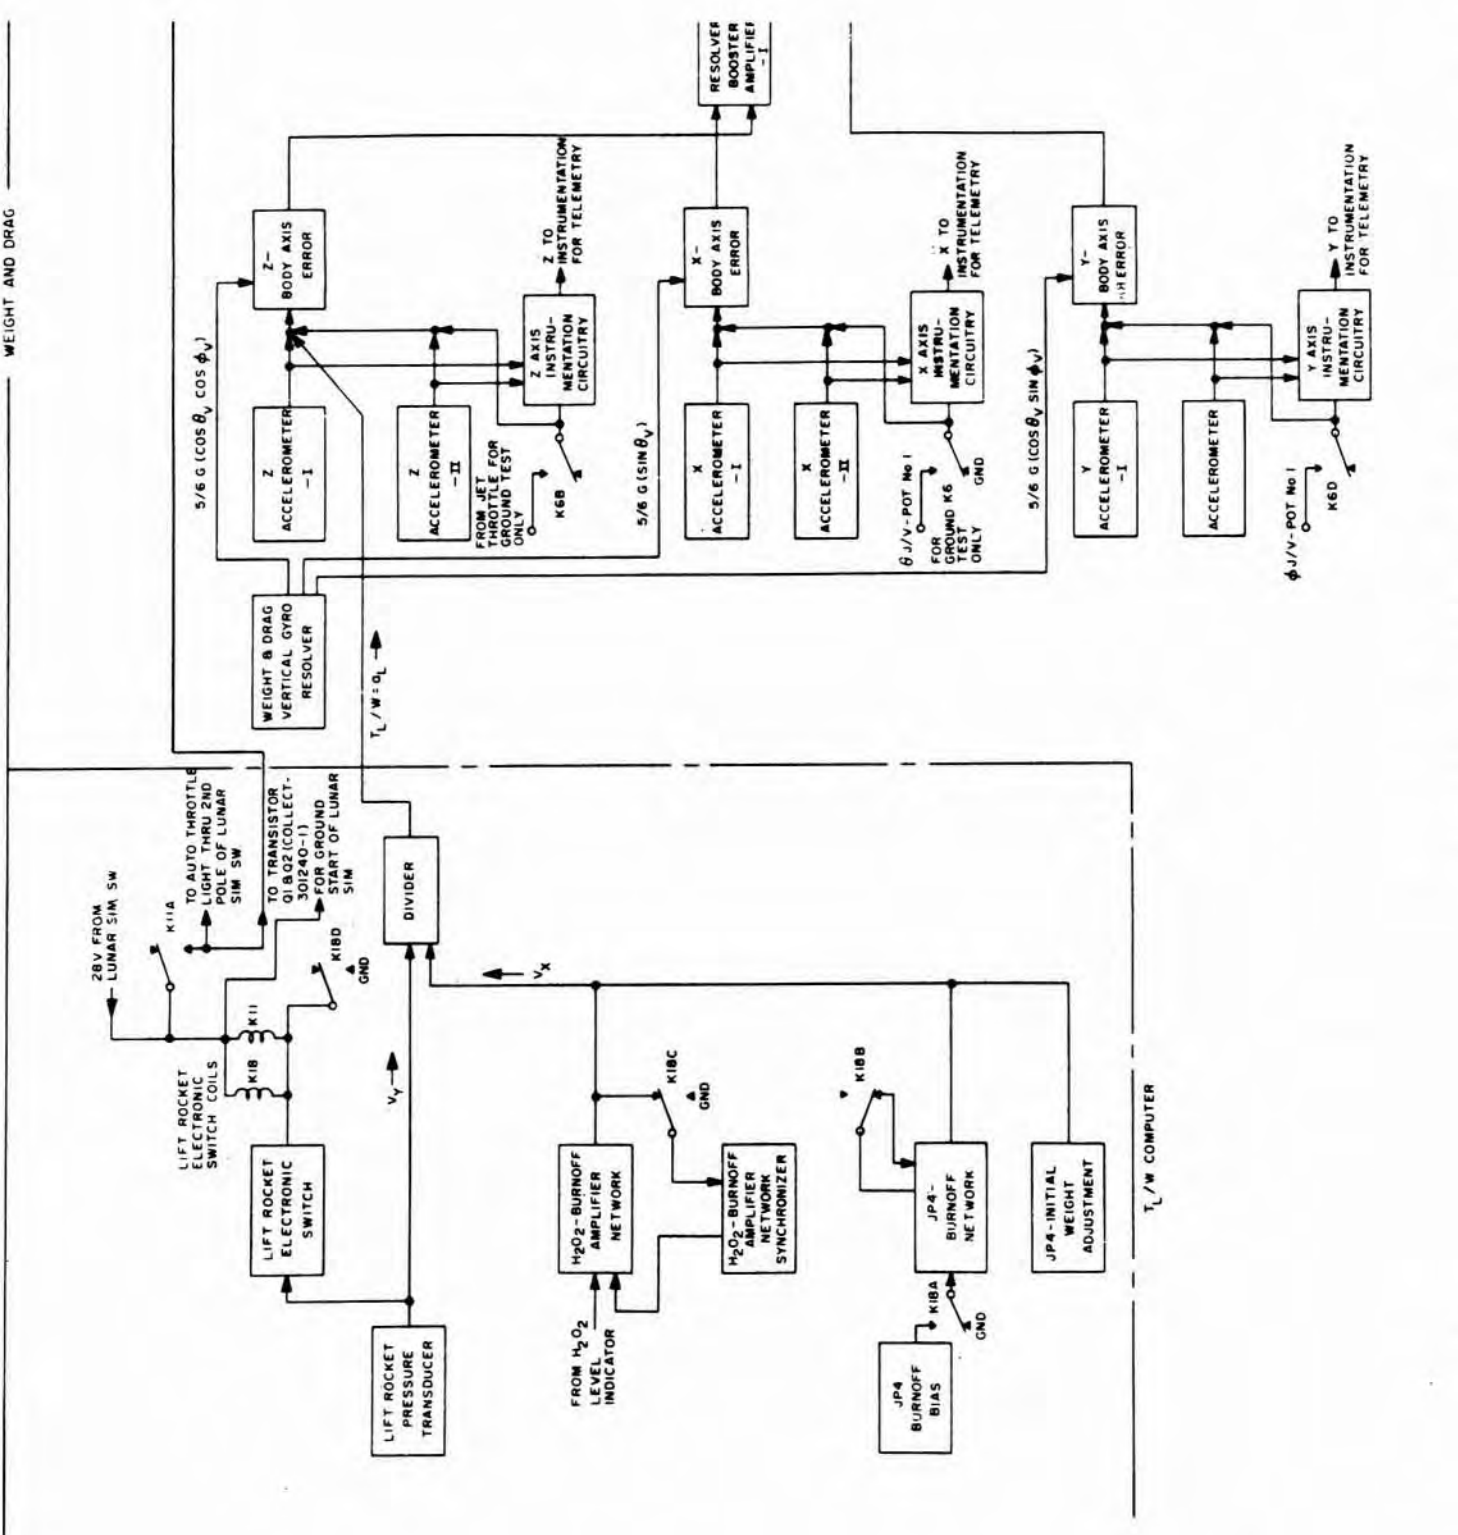 WEIGHT AND DRAG
28V FROM
LUNAR SIM, SW
K11A
TO AUTO THROTTLE
LIGHT THRU 2ND
POLE OF LUNAR
SIM SW.
TO TRANSISTOR
Q1 & Q2 (COLLECT-
301240-1)
FOR GROUND
START OF LUNAR
SIM
LIFT ROCKET
ELECTRONIC
SWITCH COILS
K18
K11
K18D
GND
LIFT ROCKET
ELECTRONIC
SWITCH
LIFT ROCKET
PRESSURE
TRANSDUCER
VY
DIVIDER
VX
TL/W=aL
FROM H2O2
LEVEL
INDICATOR
H2O2-BURNOFF
AMPLIFIER
NETWORK
K18C
GND
H2O2-BURNOFF
AMPLIFIER
NETWORK
SYNCHRONIZER
K18B
JP4
BURNOFF
BIAS
K18A
GND
JP4-
BURNOFF
NETWORK
JP4-INITIAL
WEIGHT
ADJUSTMENT
TL/W COMPUTER
WEIGHT & DRAG
VERTICAL GYRO
RESOLVER
5/6 G (COS θV COS ϕV)
Z
ACCELEROMETER
-I
Z
ACCELEROMETER
-II
Z-
BODY AXIS
ERROR
FROM JET
THROTTLE FOR
GROUND TEST
ONLY
K6B
Z AXIS
INSTRU-
MENTATION
CIRCUITRY
Z TO
INSTRUMENTATION
FOR TELEMETRY
5/6 G (SIN θV)
X
ACCELEROMETER
-I
X
ACCELEROMETER
-II
X-
BODY AXIS
ERROR
RESOLVER
BOOSTER
AMPLIFIER
-I
θJ/V-POT No 1
FOR K6
GROUND
TEST
ONLY
GND
X AXIS
INSTRU-
MENTATION
CIRCUITRY
X TO
INSTRUMENTATION
FOR TELEMETRY
5/6 G (COS θV SIN ϕV)
Y
ACCELEROMETER
-I
ACCELEROMETER
Y-
BODY AXIS
ERROR
ϕJ/V-POT No 1
K6D
Y AXIS
INSTRU-
MENTATION
CIRCUITRY
Y TO
INSTRUMENTATION
FOR TELEMETRY